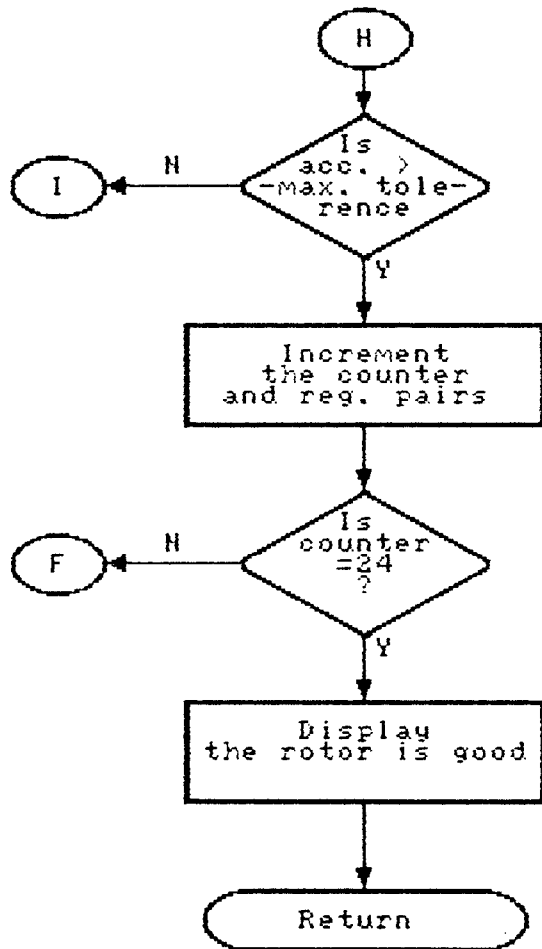 H
Is
acc. >
-max. tole-
rence
N
I
Y
Increment
the counter
and reg. pairs
Is
counter
=24
?
N
F
Y
Display
the rotor is good
Return